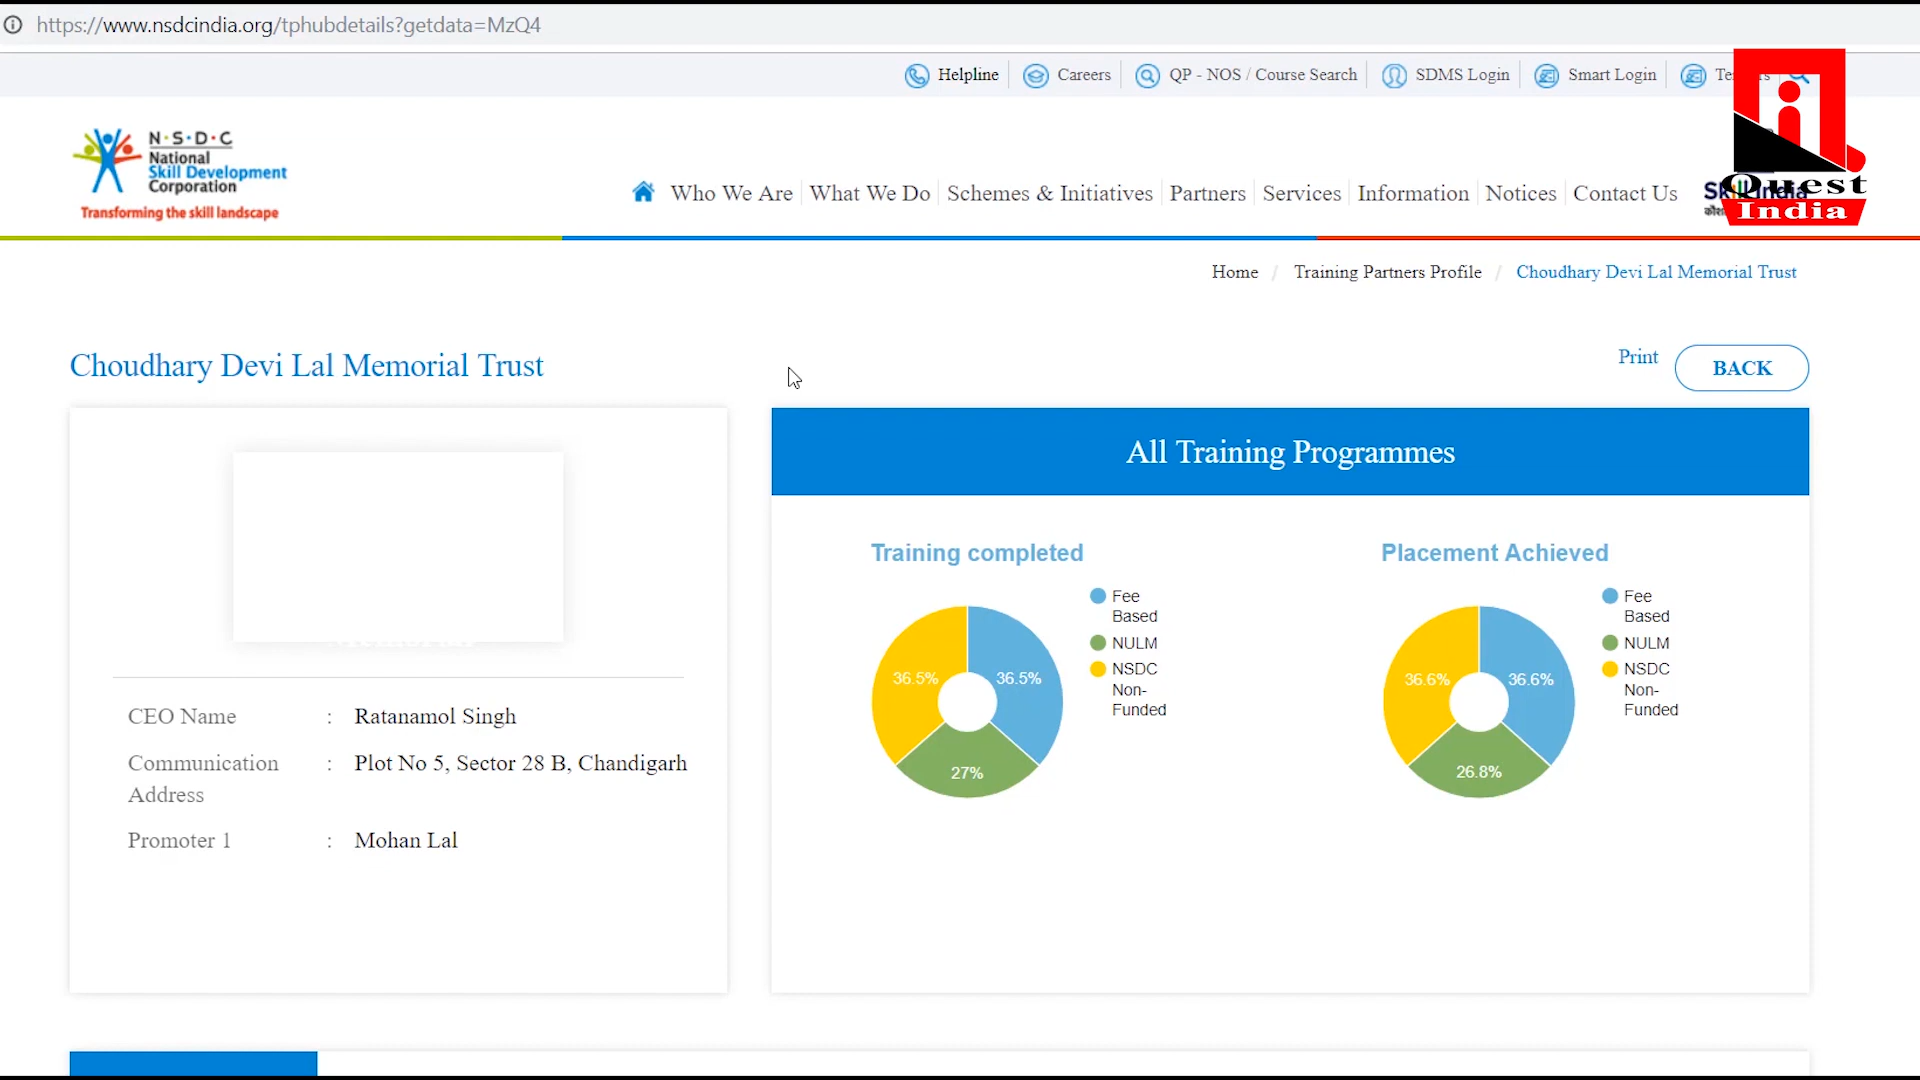 https://www.nsdcindia.org/tphubdetails?getdata=MzQ4
Helpline
Careers
QP - NOS / Course Search
SDMS Login
Smart Login
N·S·D·C
National
Skill Development
Corporation
Transforming the skill landscape
Who We Are
What We Do
Schemes & Initiatives
Partners
Services
Information
Notices
Contact Us
Quest
India
Home / Training Partners Profile / Choudhary Devi Lal Memorial Trust
Choudhary Devi Lal Memorial Trust
Print
BACK
All Training Programmes
CEO Name : Ratanamol Singh
Communication Address : Plot No 5, Sector 28 B, Chandigarh
Promoter 1 : Mohan Lal
Training completed
Fee
Based
NULM
NSDC
Non-
Funded
36.5%
36.5%
27%
Placement Achieved
Fee
Based
NULM
NSDC
Non-
Funded
36.6%
36.6%
26.8%